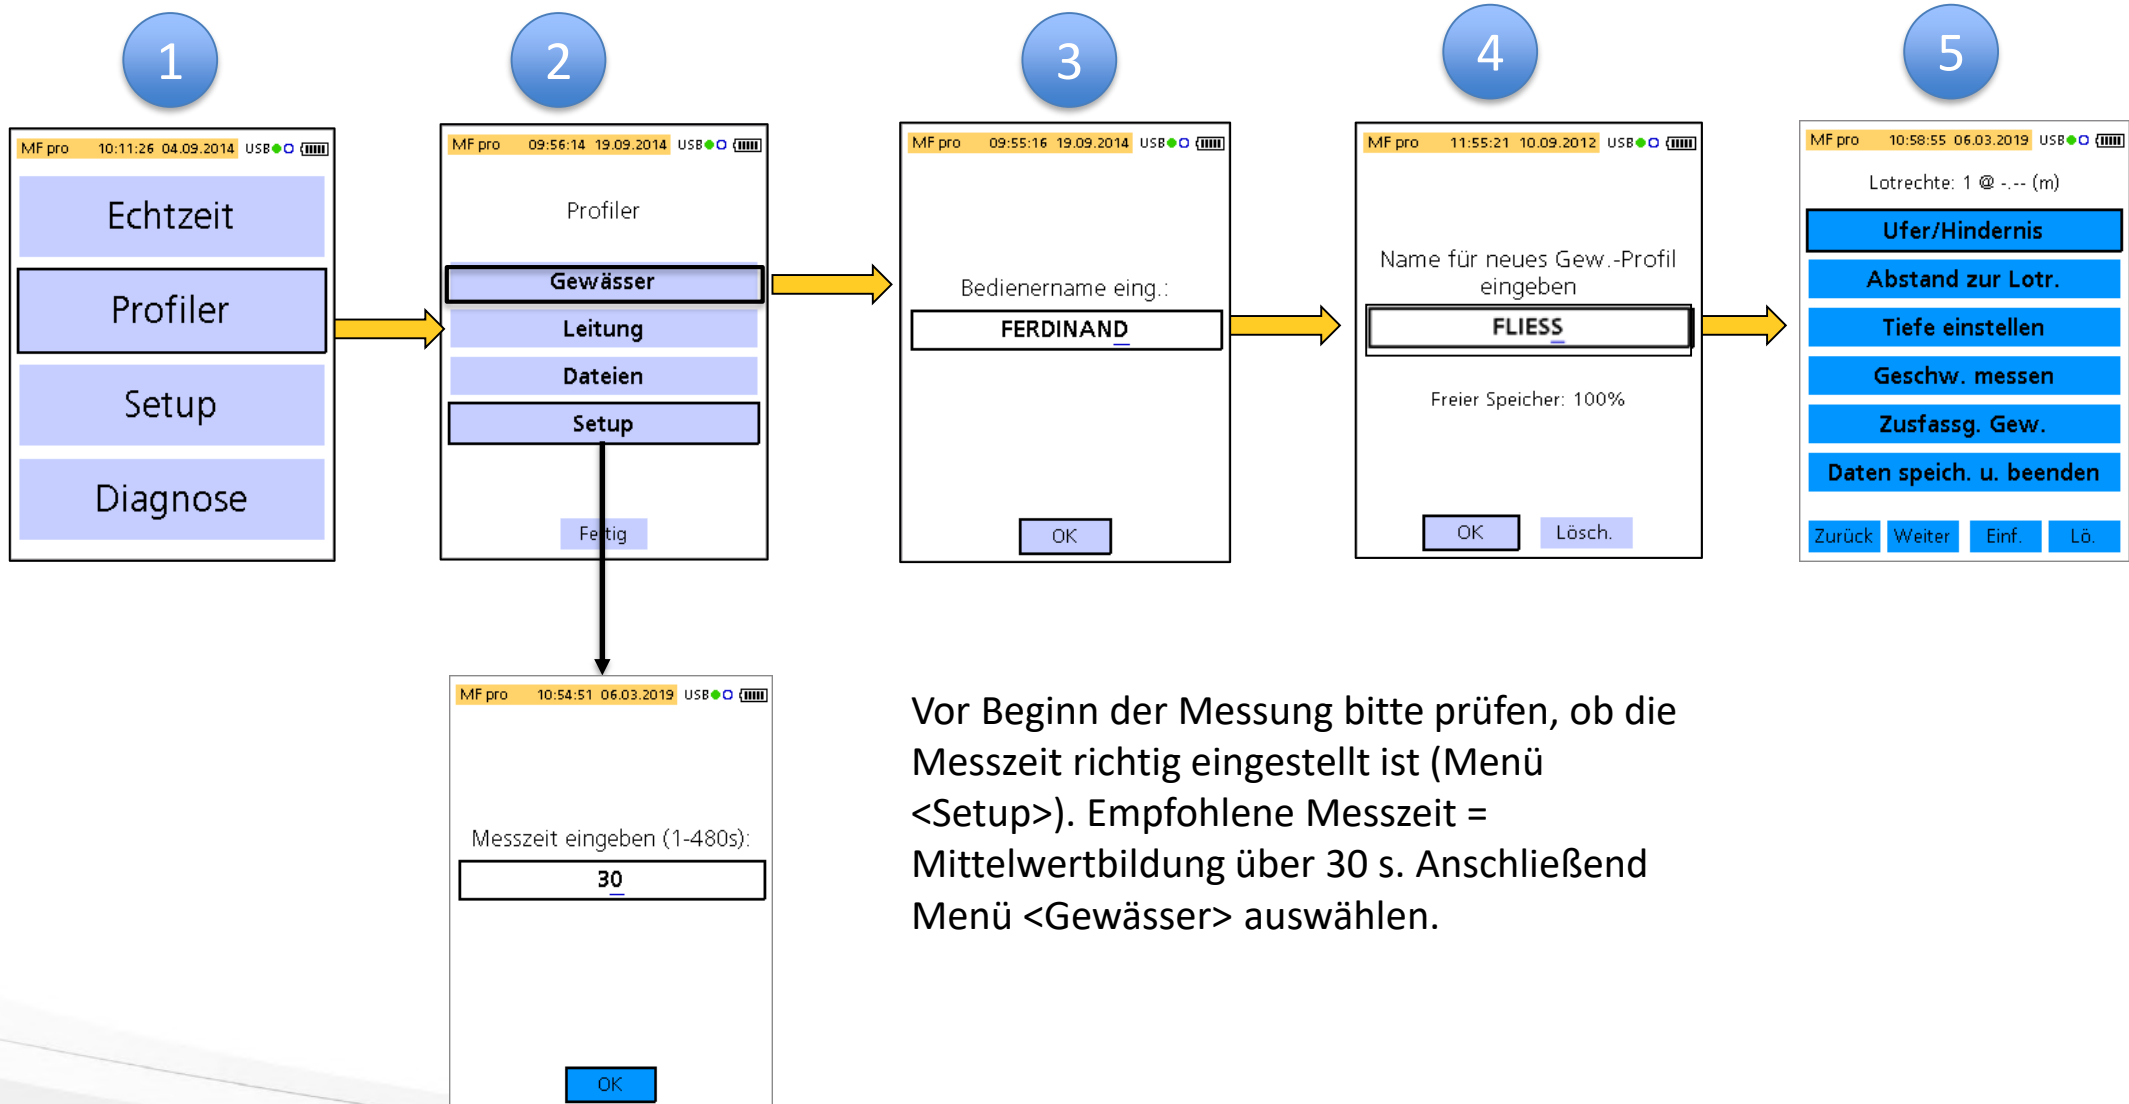 1
MF pro 10:11:26 04.09.2014 USB
Echtzeit
Profiler
Setup
Diagnose
2
MF pro 09:56:14 19.09.2014 USB
Profiler
Gewässer
Leitung
Dateien
Setup
Fertig
3
MF pro 09:55:16 19.09.2014 USB
Bedienername eing.:
FERDINAND
OK
4
MF pro 11:55:21 10.09.2012 USB
Name für neues Gew.-Profil
eingeben
FLIESS
Freier Speicher: 100%
OK Lösch.
5
MF pro 10:58:55 06.03.2019 USB
Lotrechte: 1 @ -.-- (m)
Ufer/Hindernis
Abstand zur Lotr.
Tiefe einstellen
Geschw. messen
Zusfassg. Gew.
Daten speich. u. beenden
Zurück Weiter Einf. Lö.
MF pro 10:54:51 06.03.2019 USB
Messzeit eingeben (1-480s):
30
OK
Vor Beginn der Messung bitte prüfen, ob die
Messzeit richtig eingestellt ist (Menü
<Setup>). Empfohlene Messzeit =
Mittelwertbildung über 30 s. Anschließend
Menü <Gewässer> auswählen.